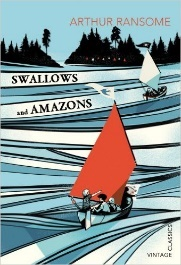 ARTHUR RANSOME
SWALLOWS
and AMAZONS
VINTAGE
CLASSICS